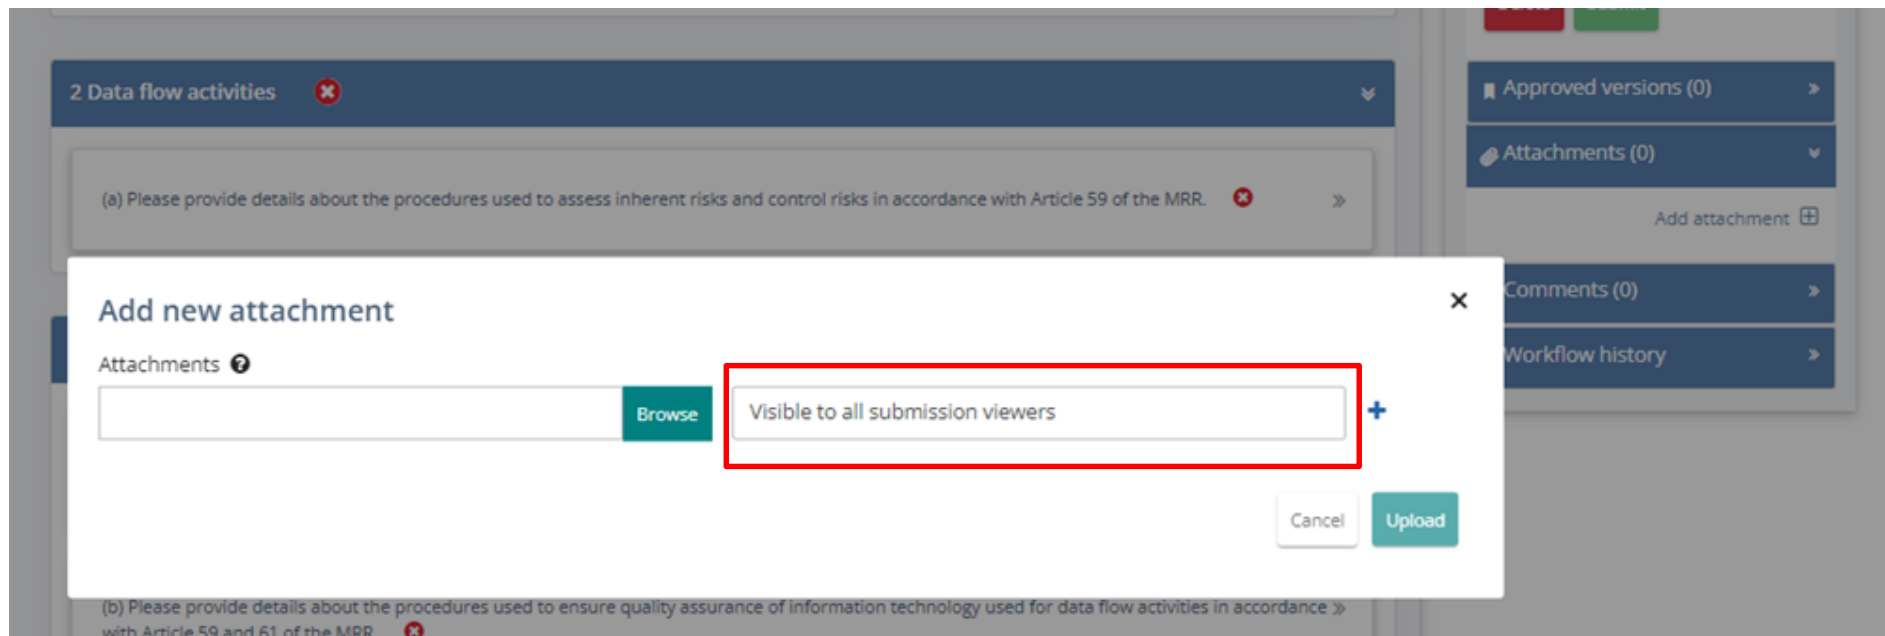 Delete Submit
2 Data flow activities
Approved versions (0)
Attachments (0)
(a) Please provide details about the procedures used to assess inherent risks and control risks in accordance with Article 59 of the MRR.
Add attachment
Add new attachment
Comments (0)
Attachments
Workflow history
Browse
Visible to all submission viewers
Cancel
Upload
(b) Please provide details about the procedures used to ensure quality assurance of information technology used for data flow activities in accordance
with Article 59 and 61 of the MRR.